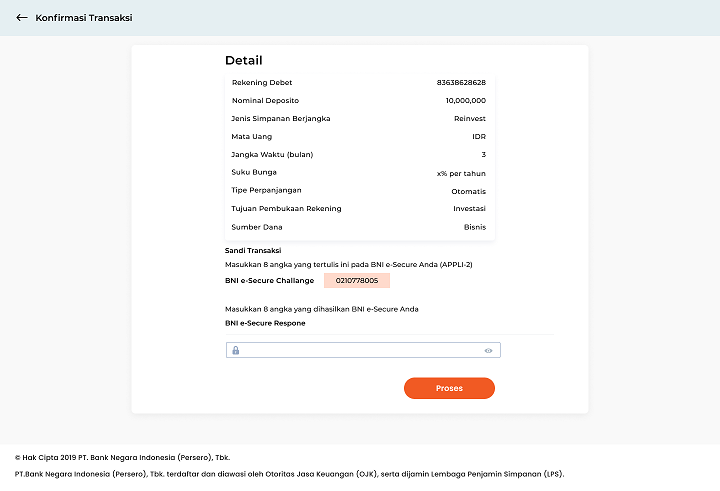 Konfirmasi Transaksi
Detail
Rekening Debet 83638628628
Nominal Deposito 10,000,000
Jenis Simpanan Berjangka Reinvest
Mata Uang IDR
Jangka Waktu (bulan) 3
Suku Bunga x% per tahun
Tipe Perpanjangan Otomatis
Tujuan Pembukaan Rekening Investasi
Sumber Dana Bisnis
Sandi Transaksi
Masukkan 8 angka yang tertulis ini pada BNI e-Secure Anda (APPLI-2)
BNI e-Secure Challange 0210778005
Masukkan 8 angka yang dihasilkan BNI e-Secure Anda
BNI e-Secure Respone
Proses
© Hak Cipta 2019 PT. Bank Negara Indonesia (Persero), Tbk.
PT.Bank Negara Indonesia (Persero), Tbk. terdaftar dan diawasi oleh Otoritas Jasa Keuangan (OJK), serta dijamin Lembaga Penjamin Simpanan (LPS).